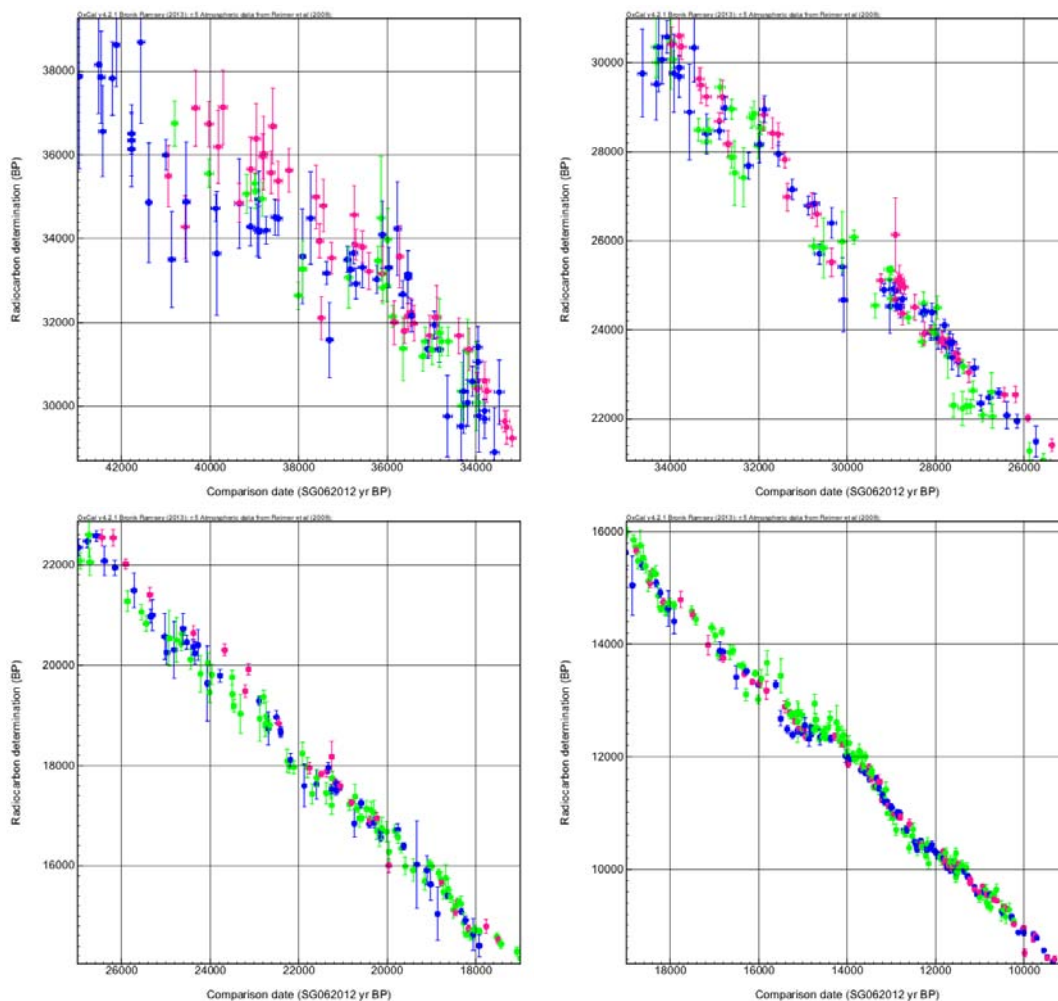 OxCal v4.2.1 Bronk Ramsey (2013); r:5 Atmospheric data from Reimer et al (2009);
38000
36000
34000
32000
30000
Radiocarbon determination (BP)
42000 40000 38000 36000 34000
Comparison date (SG062012 yr BP)
OxCal v4.2.1 Bronk Ramsey (2013); r:5 Atmospheric data from Reimer et al (2009);
30000
28000
26000
24000
22000
Radiocarbon determination (BP)
34000 32000 30000 28000 26000
Comparison date (SG062012 yr BP)
OxCal v4.2.1 Bronk Ramsey (2013); r:5 Atmospheric data from Reimer et al (2009);
22000
20000
18000
16000
Radiocarbon determination (BP)
26000 24000 22000 20000 18000
Comparison date (SG062012 yr BP)
OxCal v4.2.1 Bronk Ramsey (2013); r:5 Atmospheric data from Reimer et al (2009);
16000
14000
12000
10000
Radiocarbon determination (BP)
18000 16000 14000 12000 10000
Comparison date (SG062012 yr BP)